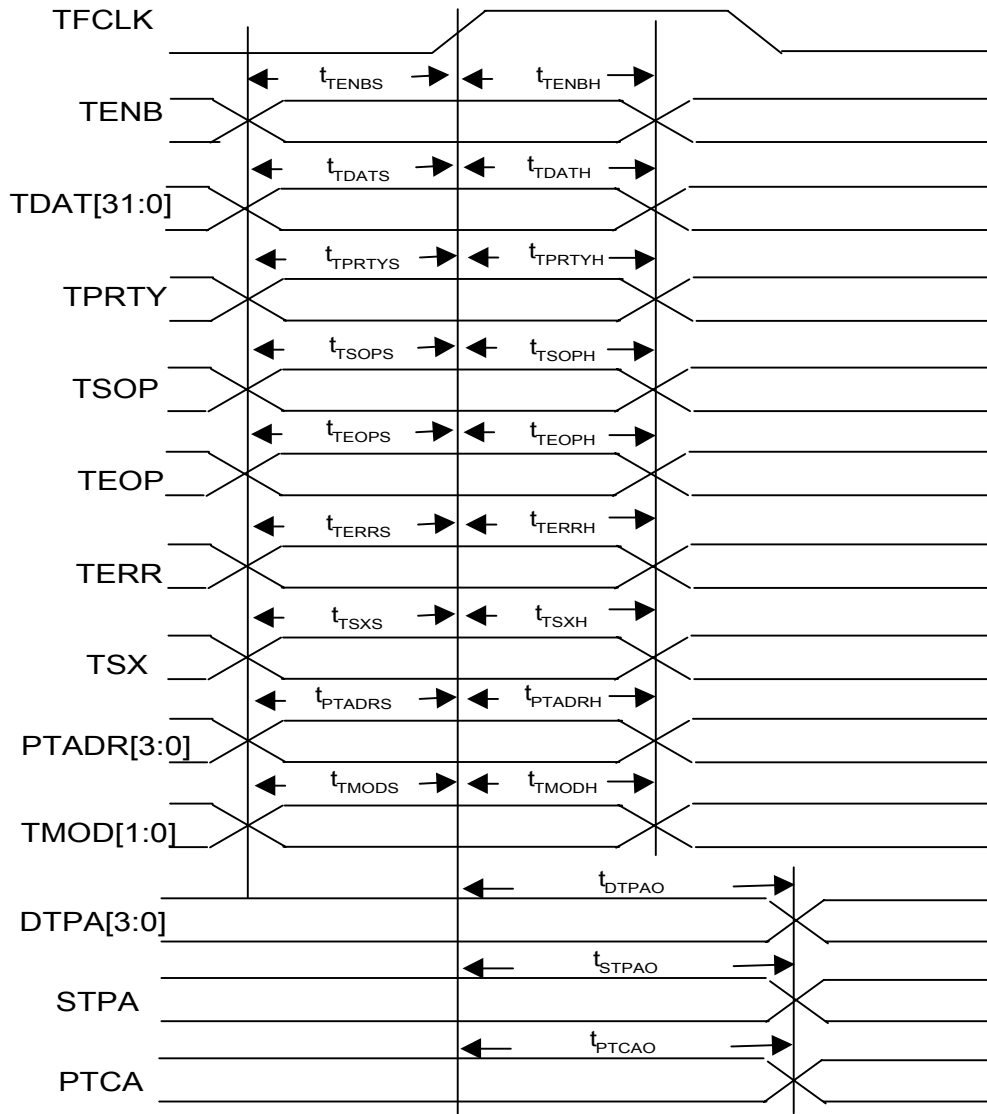 TFCLK
tTENBS tTENBH
TENB
tTDATS tTDATH
TDAT[31:0]
tTPRTYS tTPRTYH
TPRTY
tTSOPS tTSOPH
TSOP
tTEOPS tTEOPH
TEOP
tTERRS tTERRH
TERR
tTSXS tTSXH
TSX
tPTADRS tPTADRH
PTADR[3:0]
tTMODS tTMODH
TMOD[1:0]
tDTPAO
DTPA[3:0]
tSTPAO
STPA
tPTCAO
PTCA